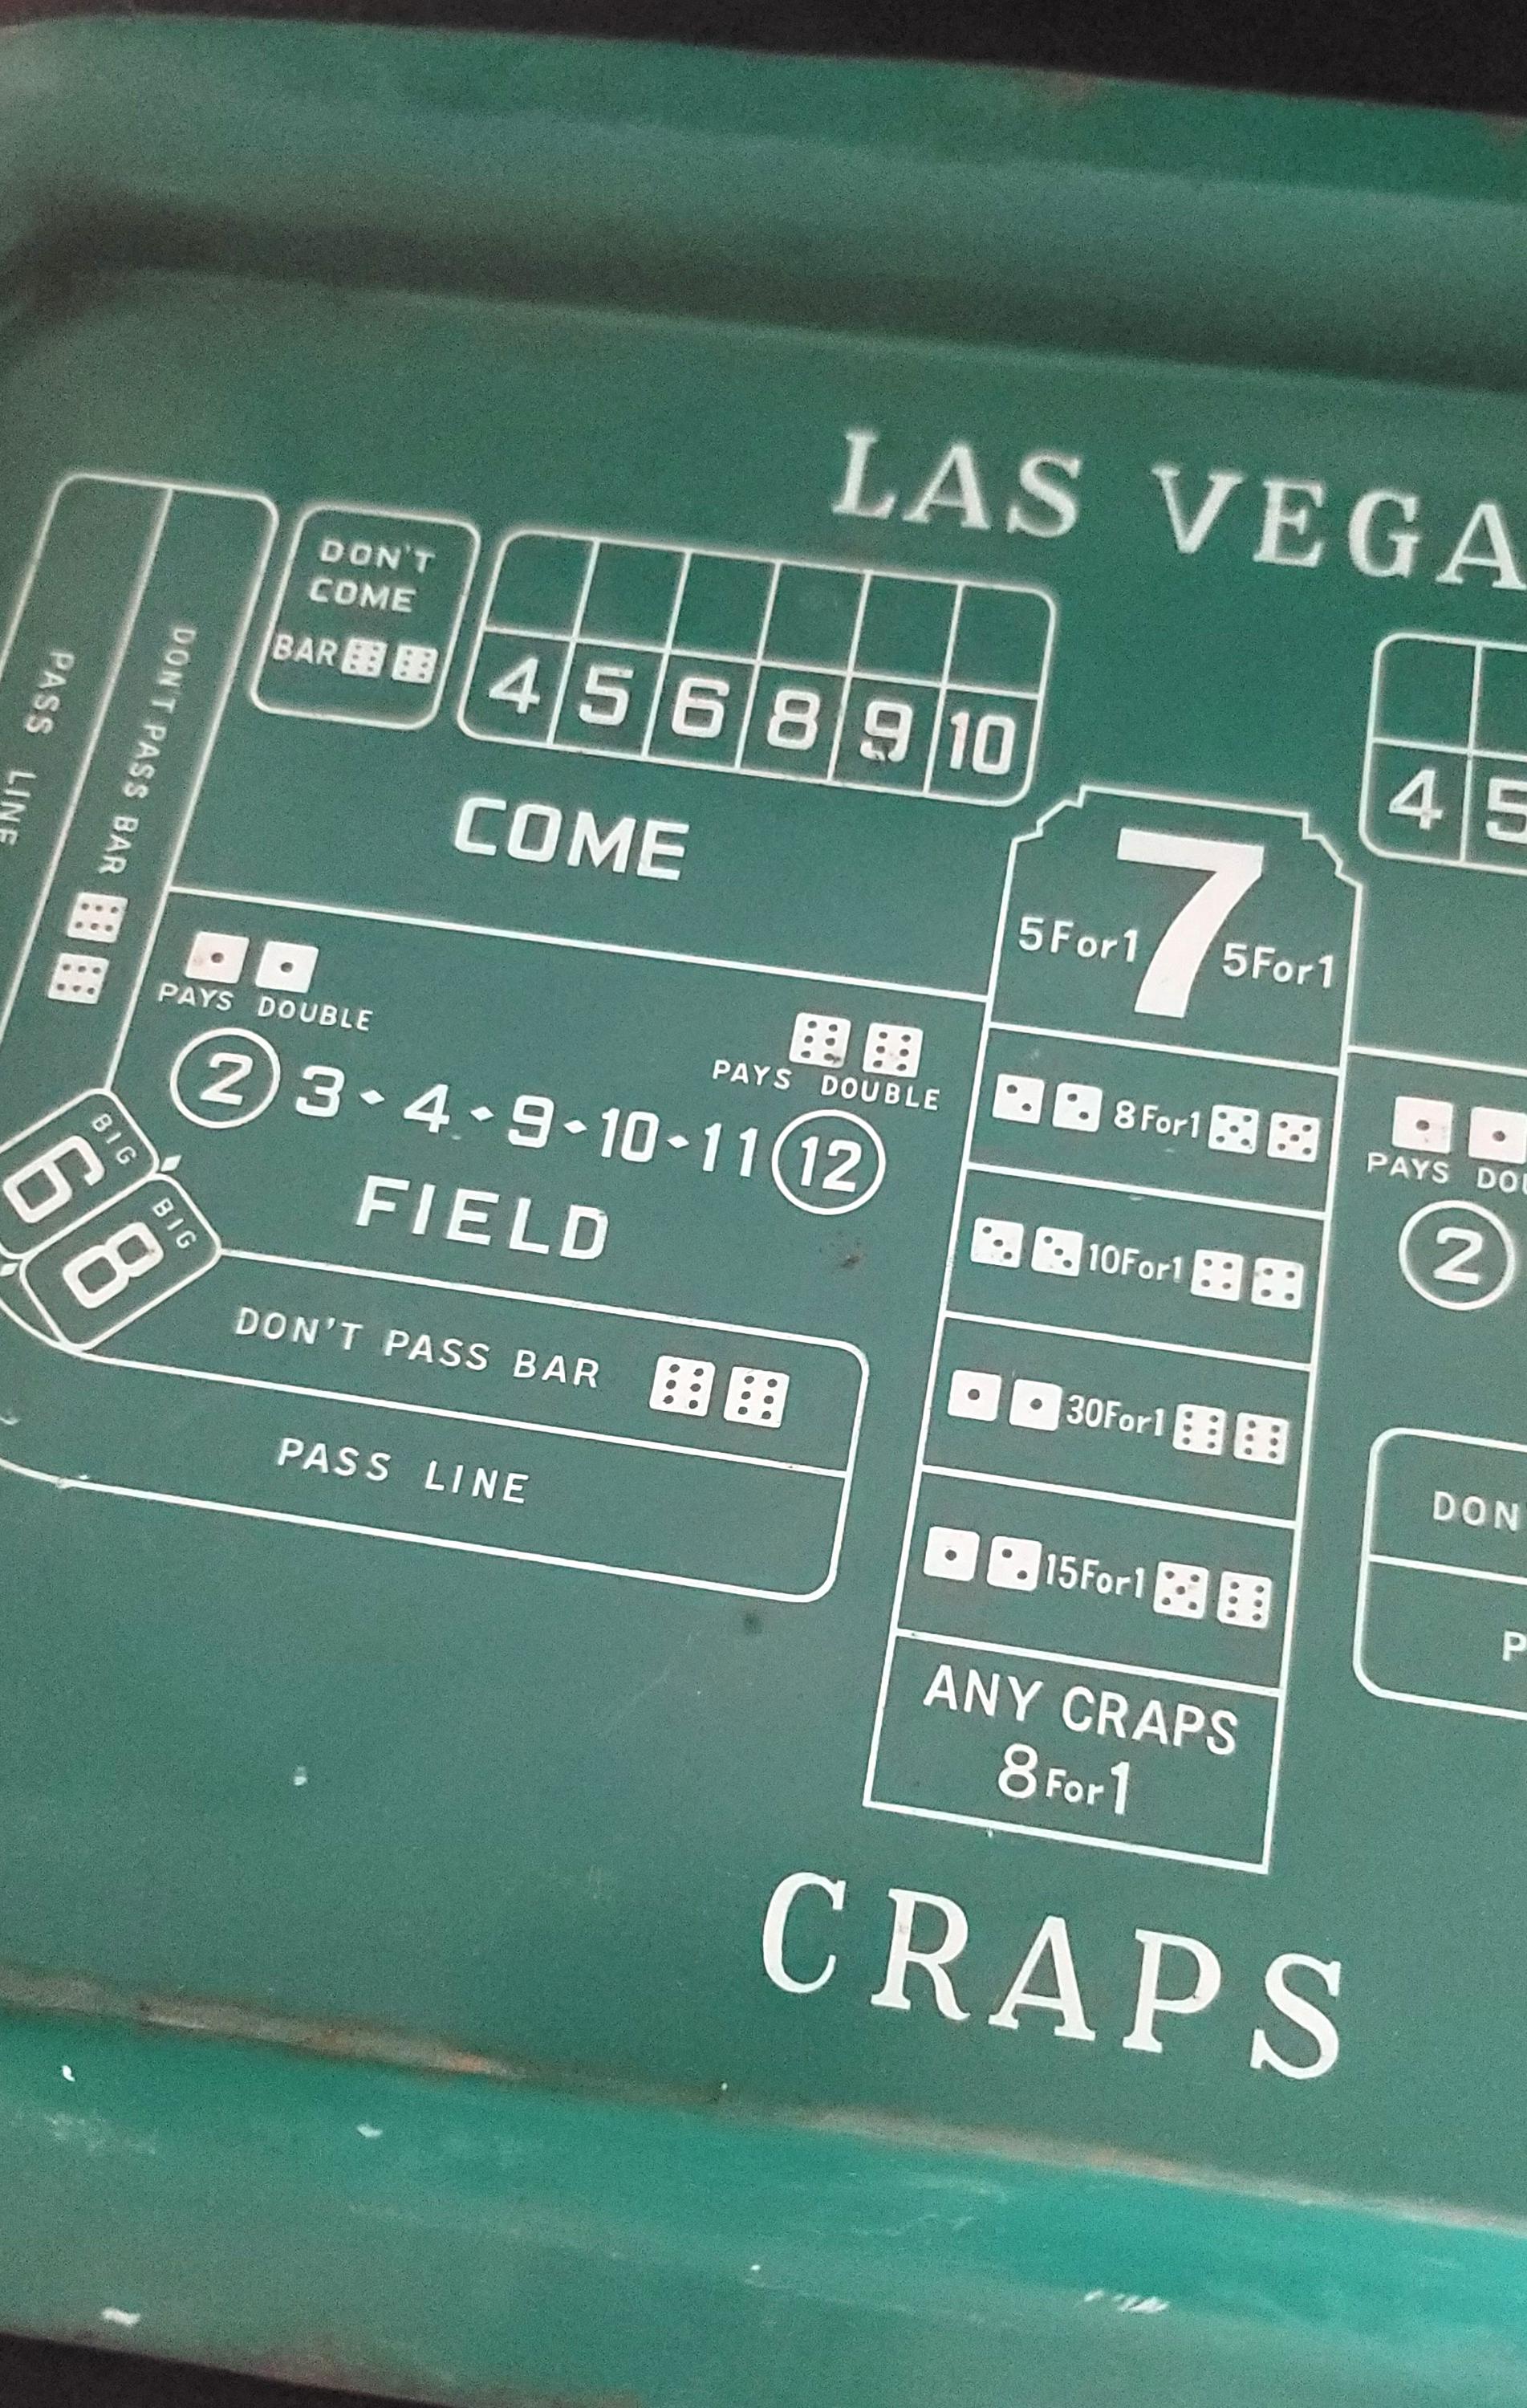 LAS VEGA
DON'T
COME
BAR
4 5 6 8 9 10
4 5
PASS LINE
DON'T PASS BAR
COME
7
5For1 5For1
PAYS DOUBLE
PAYS DOUBLE
2 3 4 9 10 11 12
FIELD
BIG
6
BIG
8
DON'T PASS BAR
PASS LINE
8For1
10For1
30For1
15For1
ANY CRAPS
8For1
PAYS DOU
2
DON
P
CRAPS